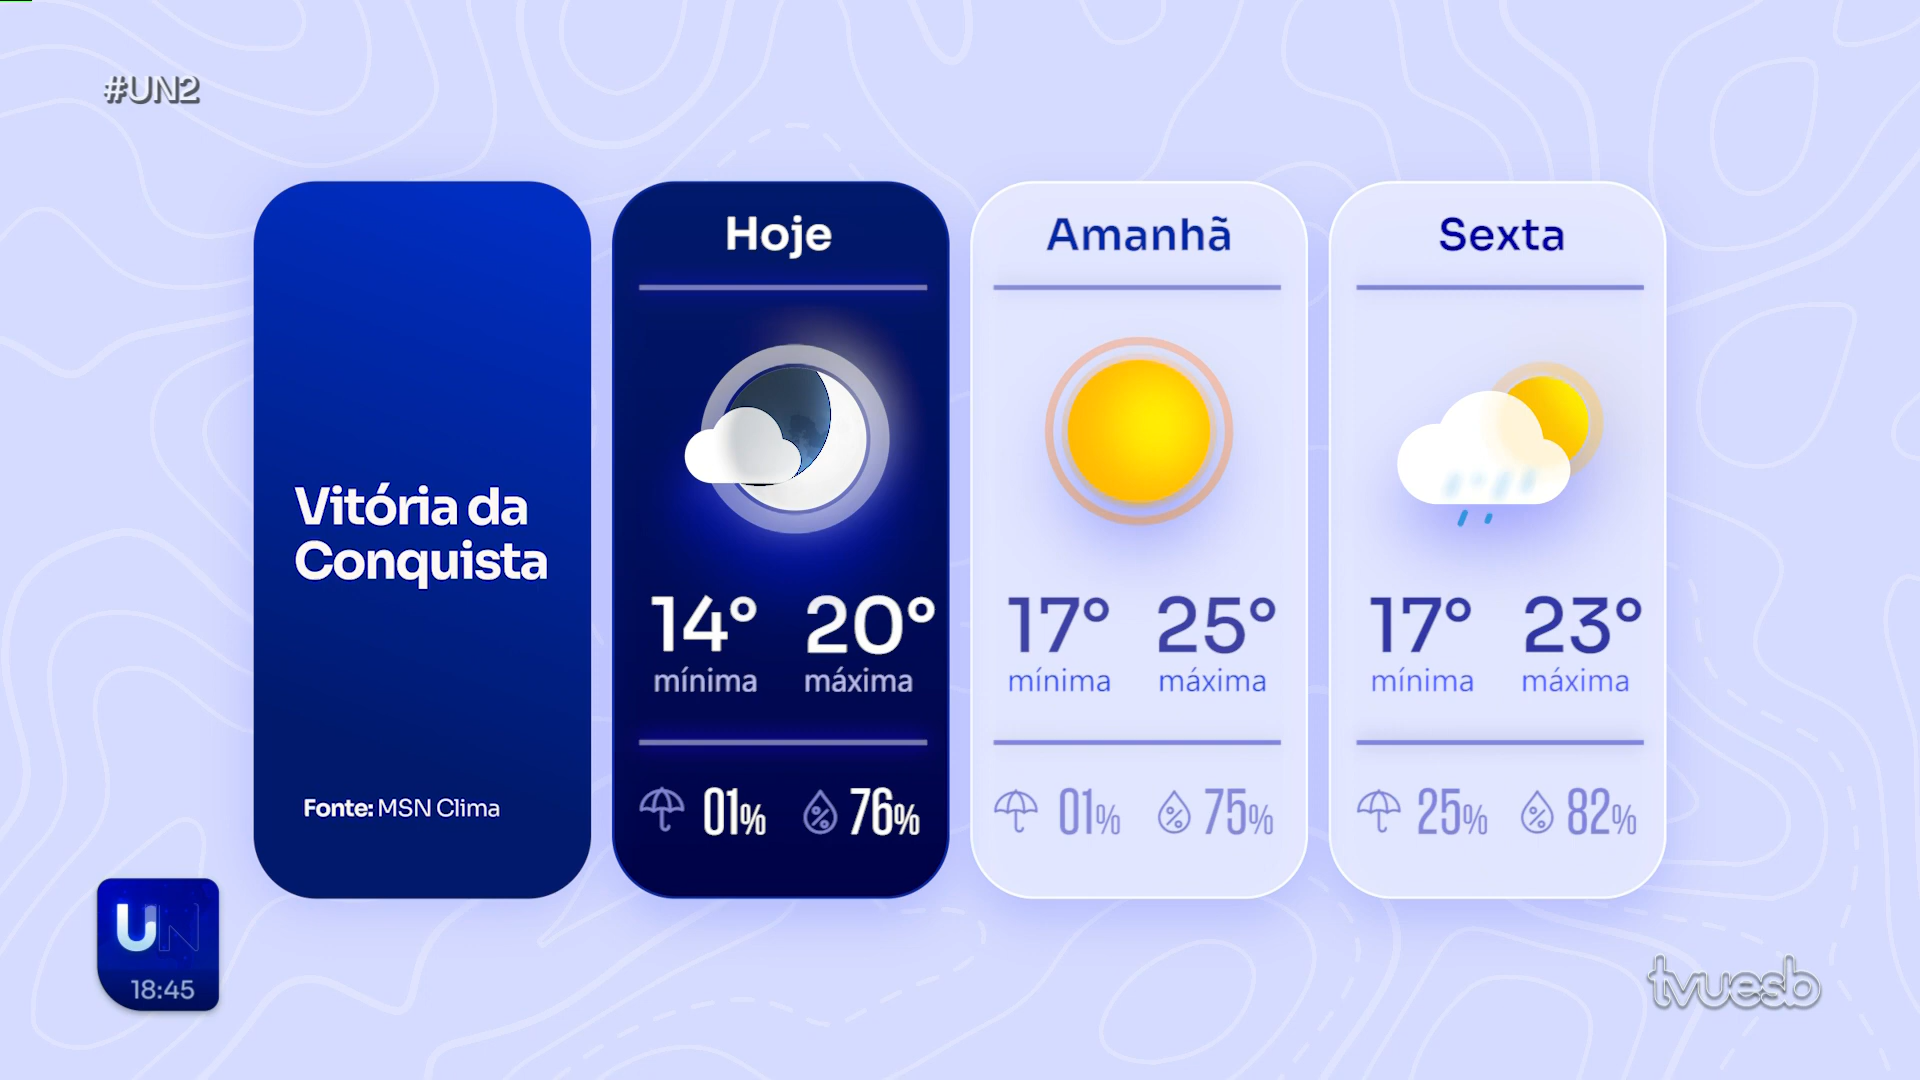 #UN2
Vitória da
Conquista
Fonte: MSN Clima
Hoje
14° 20°
mínima máxima
01% 76%
Amanhã
17° 25°
mínima máxima
01% 75%
Sexta
17° 23°
mínima máxima
25% 82%
UN
18:45
tvuesb